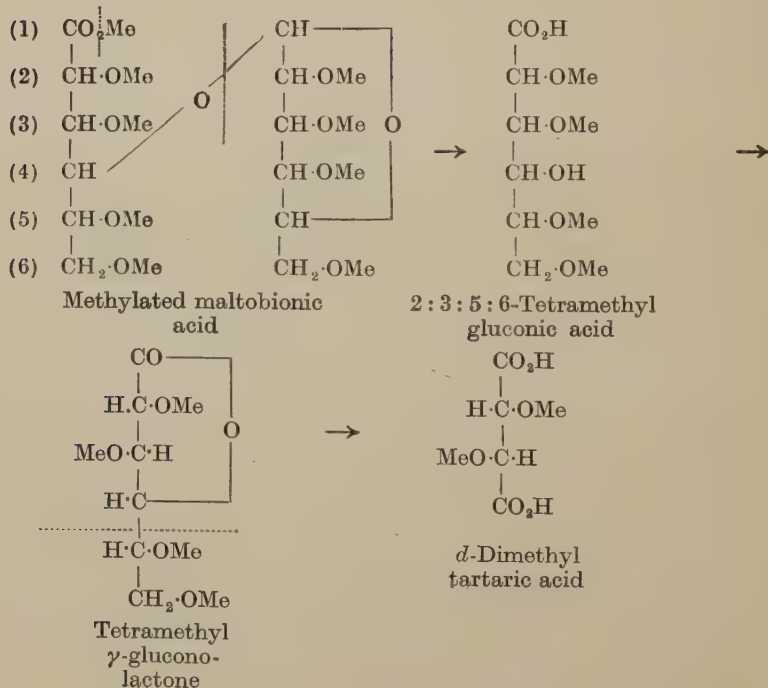 (1) CO₂Me CH CO₂H
(2) CH·OMe CH·OMe CH·OMe
O
(3) CH·OMe CH·OMe O CH·OMe
(4) CH CH·OMe → CH·OH →
(5) CH·OMe CH CH·OMe
(6) CH₂·OMe CH₂·OMe CH₂·OMe
Methylated maltobionic
acid
2 : 3 : 5 : 6-Tetramethyl
gluconic acid
CO
H.C·OMe
O
MeO·C·H
H·C
H·C·OMe
CH₂·OMe
Tetramethyl
γ-glucono-
lactone
→
CO₂H
H·C·OMe
MeO·C·H
CO₂H
d-Dimethyl
tartaric acid